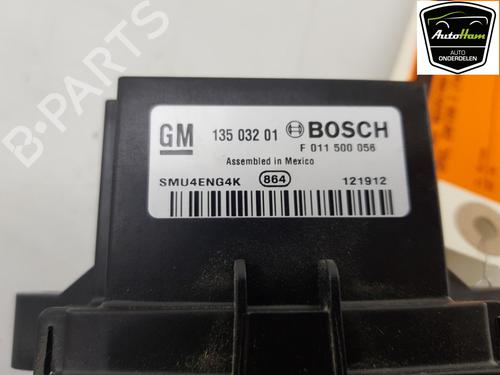 AutoHam
AUTO
ONDERDELEN
B-PARTS
GM 135 032 01 BOSCH
F 011 500 056
Assembled in Mexico
SMU4ENG4K 864 121912